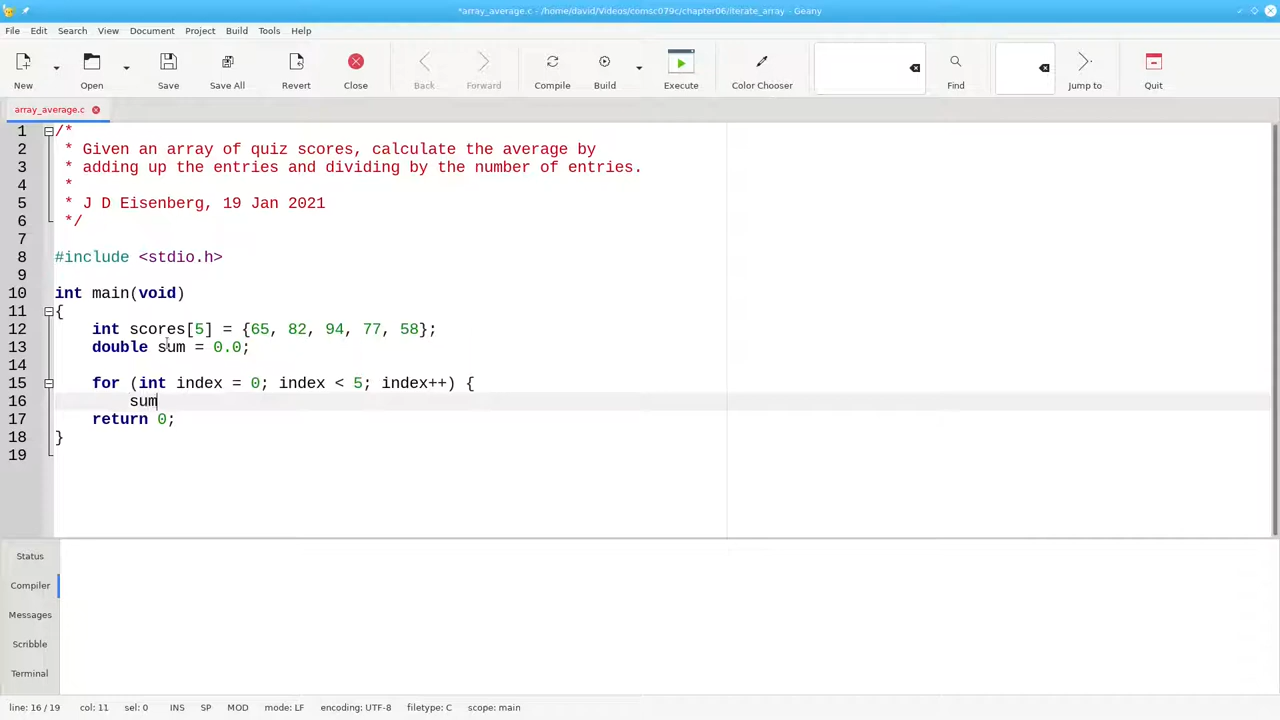 *array_average.c - /home/david/Videos/comsc079c/chapter06/iterate_array - Geany
File Edit Search View Document Project Build Tools Help
New Open Save Save All Revert Close Back Forward Compile Build Execute Color Chooser Find Jump to Quit
array_average.c
1 /*
2  * Given an array of quiz scores, calculate the average by
3  * adding up the entries and dividing by the number of entries.
4  *
5  * J D Eisenberg, 19 Jan 2021
6  */
7
8 #include <stdio.h>
9
10 int main(void)
11 {
12     int scores[5] = {65, 82, 94, 77, 58};
13     double sum = 0.0;
14
15     for (int index = 0; index < 5; index++) {
16         sum
17     return 0;
18 }
19
Status
Compiler
Messages
Scribble
Terminal
line: 16 / 19 col: 11 sel: 0 INS SP MOD mode: LF encoding: UTF-8 filetype: C scope: main